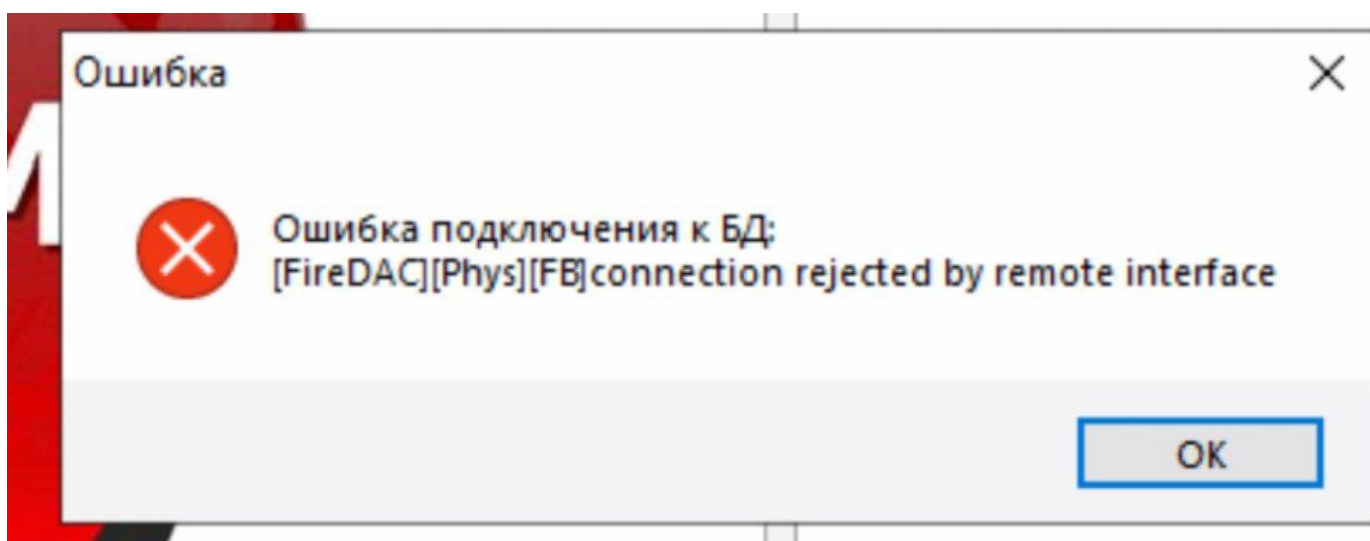 Ошибка
Ошибка подключения к БД:
[FireDAC][Phys][FB]connection rejected by remote interface
OK